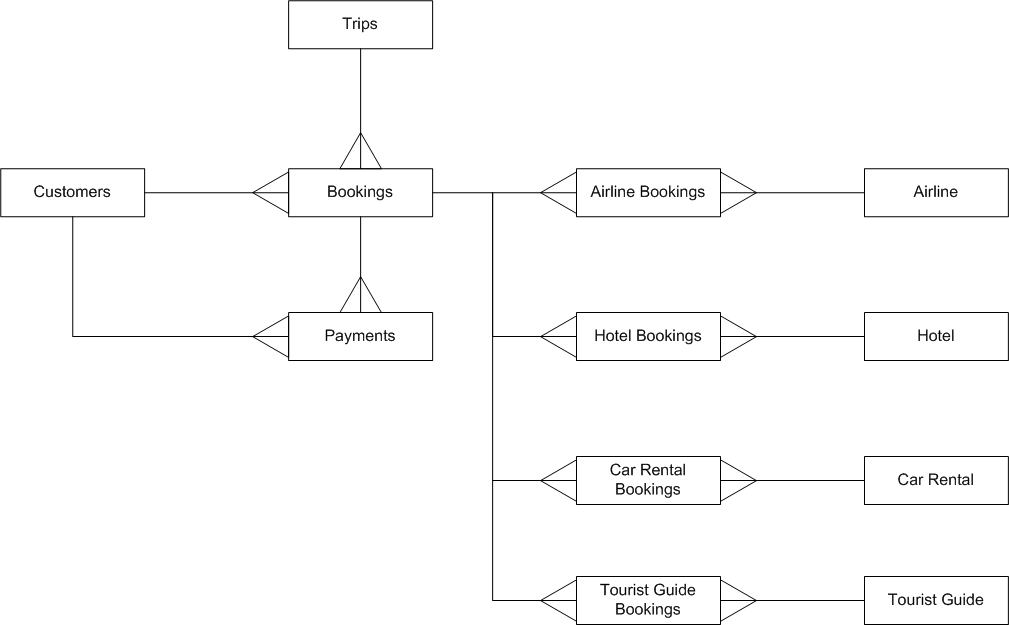 Trips
Customers
Bookings
Airline Bookings
Airline
Payments
Hotel Bookings
Hotel
Car Rental
Bookings
Car Rental
Tourist Guide
Bookings
Tourist Guide